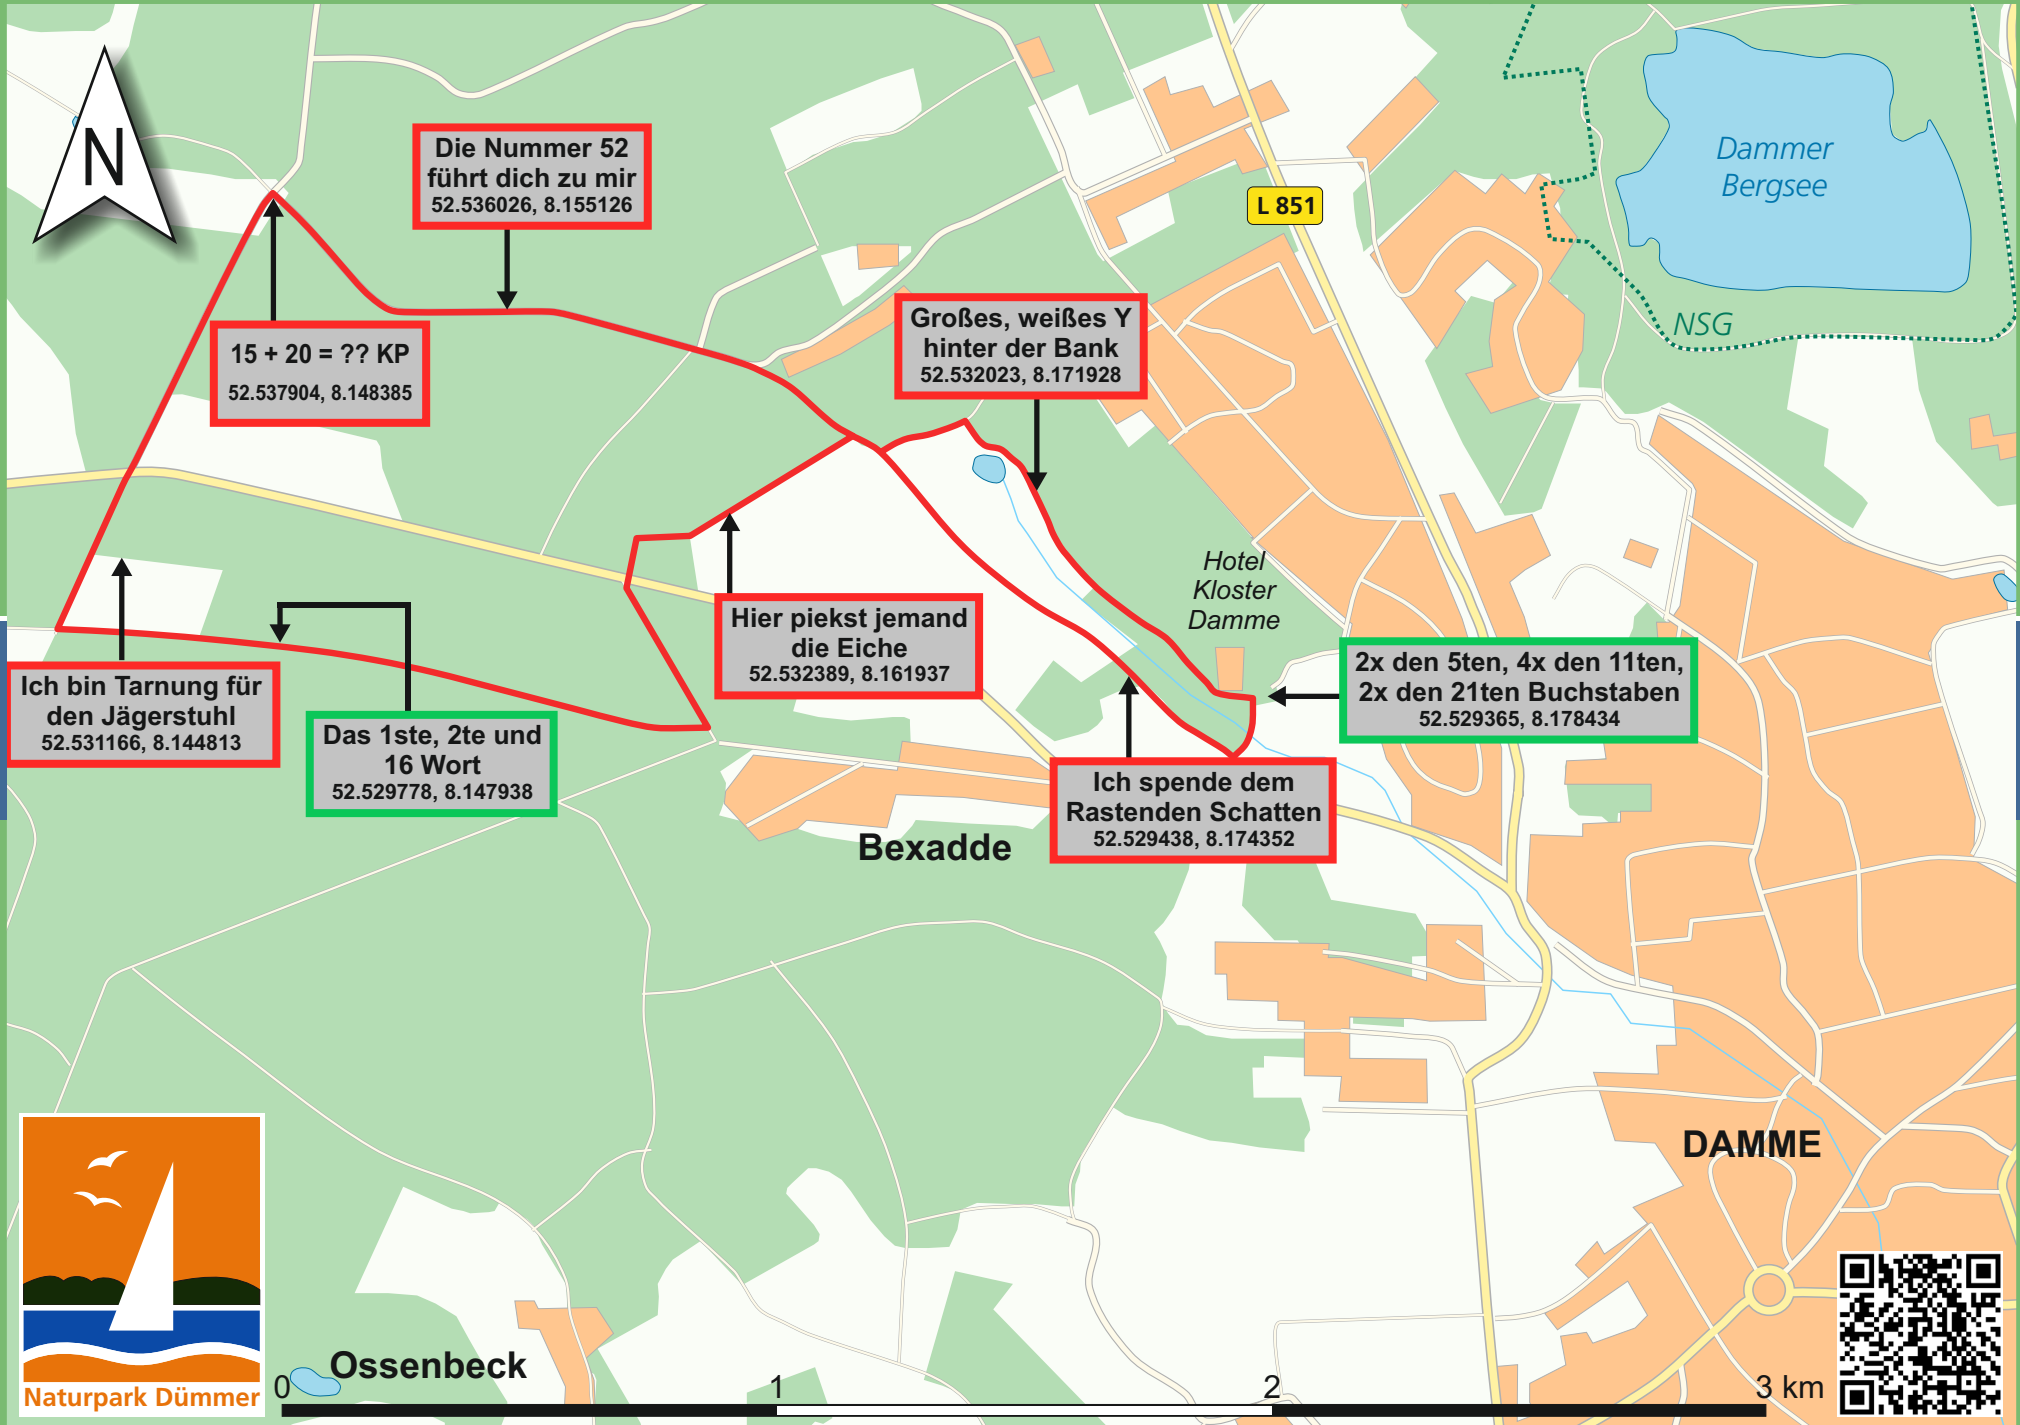 N
Die Nummer 52
führt dich zu mir
52.536026, 8.155126
L 851
Dammer
Bergsee
NSG
15 + 20 = ?? KP
52.537904, 8.148385
Großes, weißes Y
hinter der Bank
52.532023, 8.171928
Hotel
Kloster
Damme
Hier piekst jemand
die Eiche
52.532389, 8.161937
2x den 5ten, 4x den 11ten,
2x den 21ten Buchstaben
52.529365, 8.178434
Ich bin Tarnung für
den Jägerstuhl
52.531166, 8.144813
Das 1ste, 2te und
16 Wort
52.529778, 8.147938
Ich spende dem
Rastenden Schatten
52.529438, 8.174352
Bexadde
DAMME
Ossenbeck
Naturpark Dümmer
0
1
2
3 km